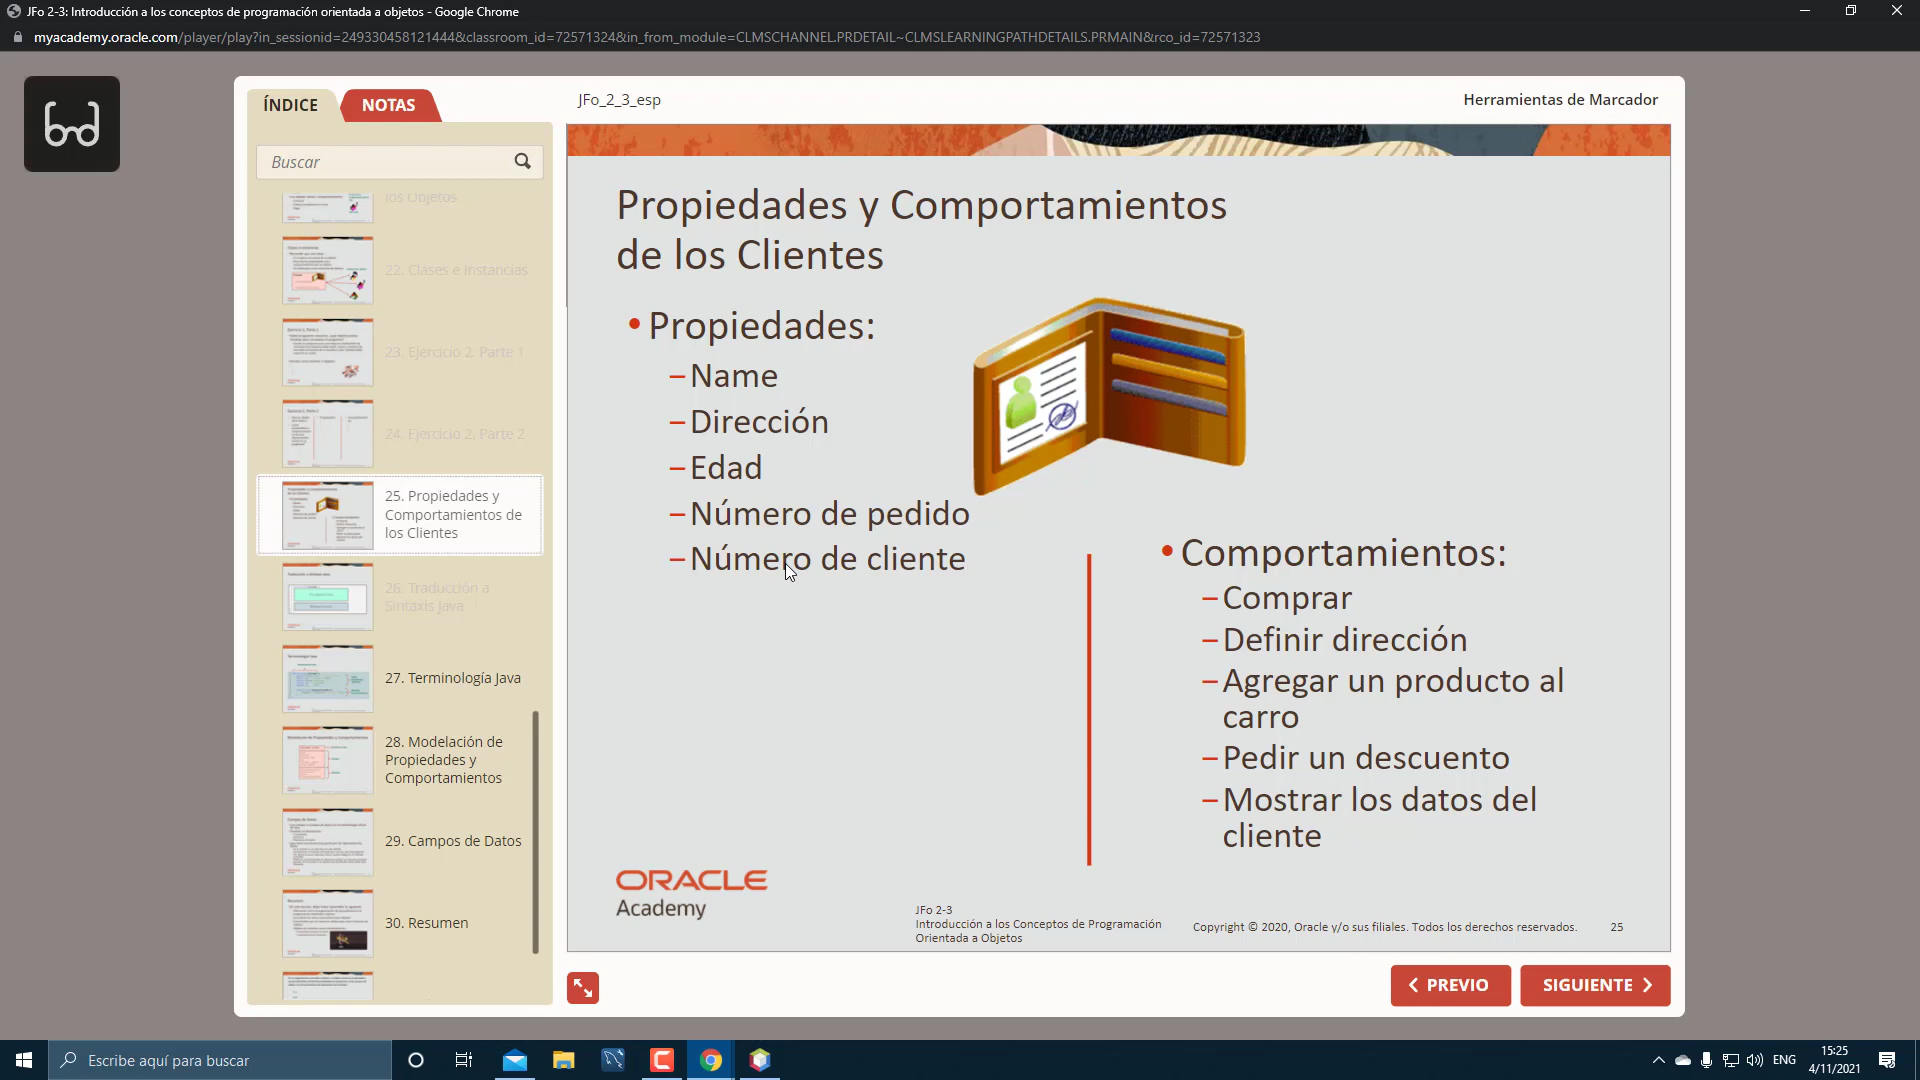 JFo 2-3: Introducción a los conceptos de programación orientada a objetos - Google Chrome
myacademy.oracle.com/player/play?in_sessionid=249330458121444&classroom_id=72571324&in_from_module=CLMSCHANNEL.PRDETAIL~CLMSLEARNINGPATHDETAILS.PRMAIN&rco_id=72571323
ÍNDICE
NOTAS
JFo_2_3_esp
Herramientas de Marcador
Buscar
los Objetos
22. Clases e Instancias
23. Ejercicio 2, Parte 1
24. Ejercicio 2, Parte 2
25. Propiedades y
Comportamientos de
los Clientes
26. Traducción a
Sintaxis Java
27. Terminología Java
28. Modelación de
Propiedades y
Comportamientos
29. Campos de Datos
30. Resumen
Propiedades y Comportamientos
de los Clientes
• Propiedades:
–Name
–Dirección
–Edad
–Número de pedido
–Número de cliente
• Comportamientos:
–Comprar
–Definir dirección
–Agregar un producto al
carro
–Pedir un descuento
–Mostrar los datos del
cliente
ORACLE
Academy
JFo 2-3
Introducción a los Conceptos de Programación
Orientada a Objetos
Copyright © 2020, Oracle y/o sus filiales. Todos los derechos reservados.
25
PREVIO
SIGUIENTE
Escribe aquí para buscar
ENG
15:25
4/11/2021